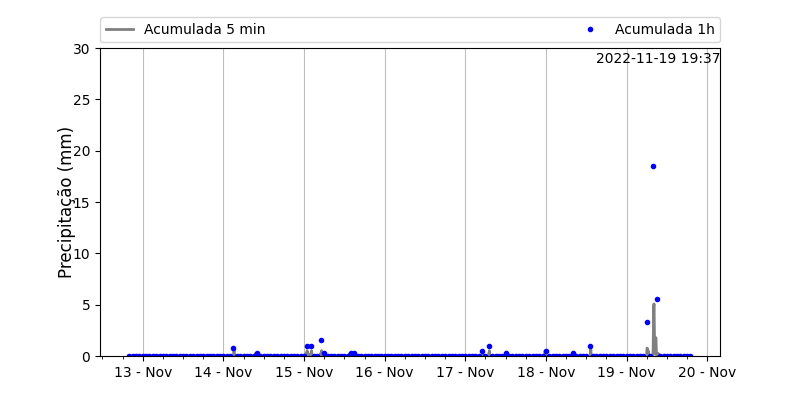 Acumulada 5 min
Acumulada 1h
2022-11-19 19:37
Precipitação (mm)
30
25
20
15
10
5
0
13 - Nov
14 - Nov
15 - Nov
16 - Nov
17 - Nov
18 - Nov
19 - Nov
20 - Nov